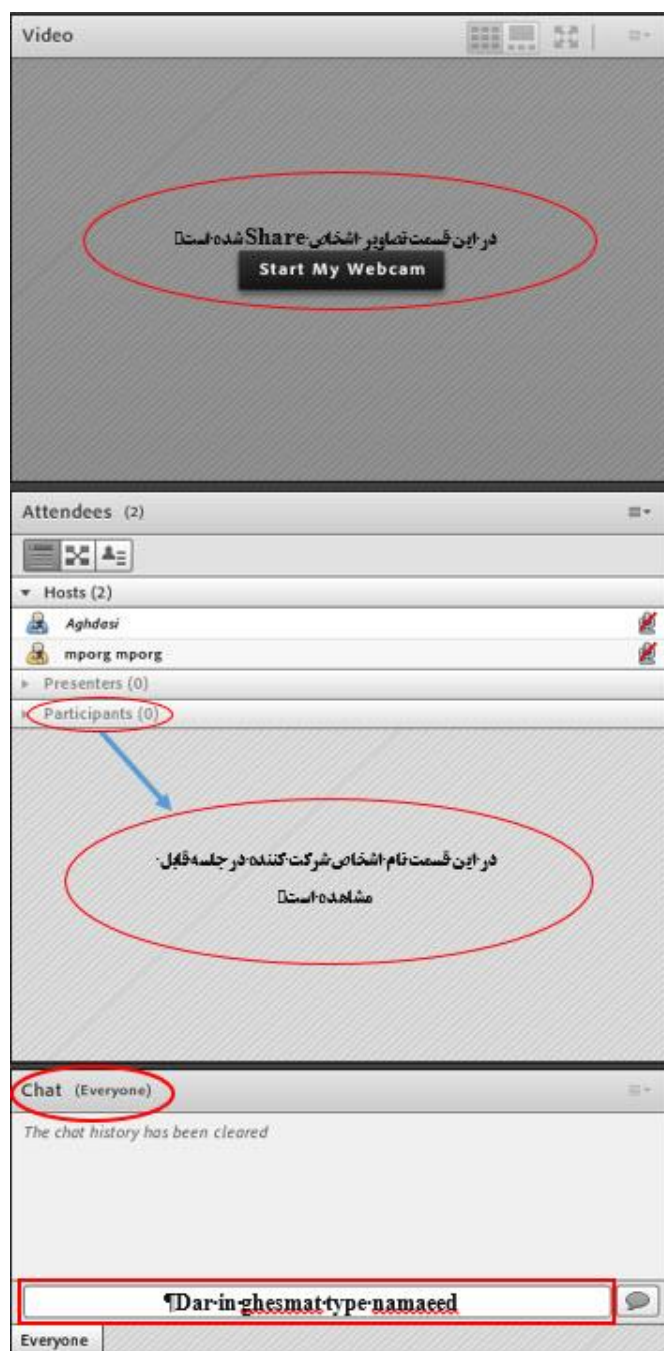 Video
در این قسمت تصاویر اشخاص Share شده است
Start My Webcam
Attendees (2)
Hosts (2)
Aghdasi
mporg mporg
Presenters (0)
Participants (0)
در این قسمت نام اشخاص شرکت کننده در جلسه قابل
مشاهده است
Chat (Everyone)
The chat history has been cleared
¶Dar·in·ghesmat·type·namaeed
Everyone